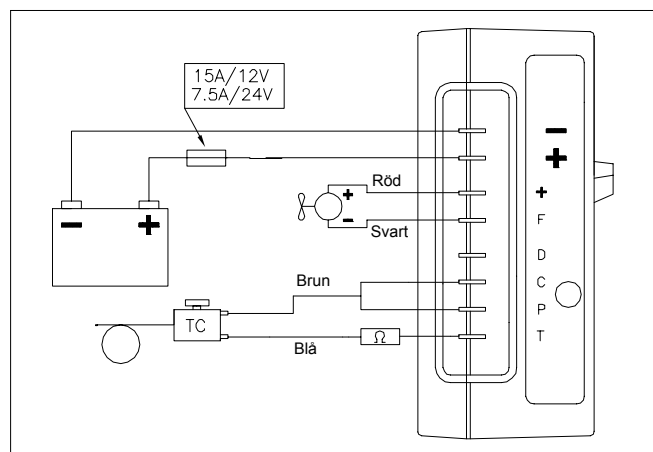 15A/12V
7.5A/24V
−
+
+
Röd
F
Svart
+
−
− +
D
Brun
C
P
TC
T
Ω
Blå